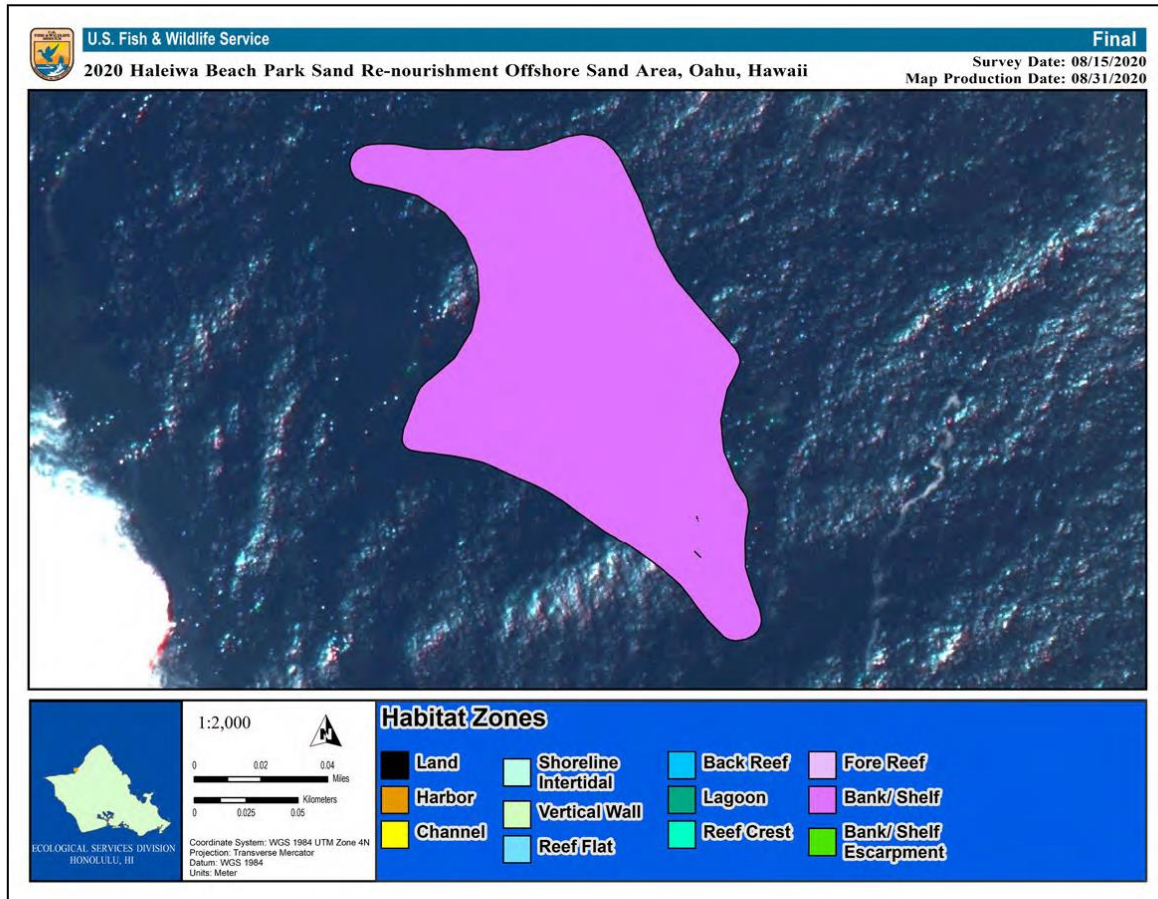 U.S. Fish & Wildlife Service
Final
2020 Haleiwa Beach Park Sand Re-nourishment Offshore Sand Area, Oahu, Hawaii
Survey Date: 08/15/2020
Map Production Date: 08/31/2020
ECOLOGICAL SERVICES DIVISION
HONOLULU, HI
1:2,000
N
0 0.02 0.04
Miles
Kilometers
0 0.025 0.05
Coordinate System: WGS 1984 UTM Zone 4N
Projection: Transverse Mercator
Datum: WGS 1984
Units: Meter
Habitat Zones
Land
Harbor
Channel
Shoreline
Intertidal
Vertical Wall
Reef Flat
Back Reef
Lagoon
Reef Crest
Fore Reef
Bank/ Shelf
Bank/ Shelf
Escarpment